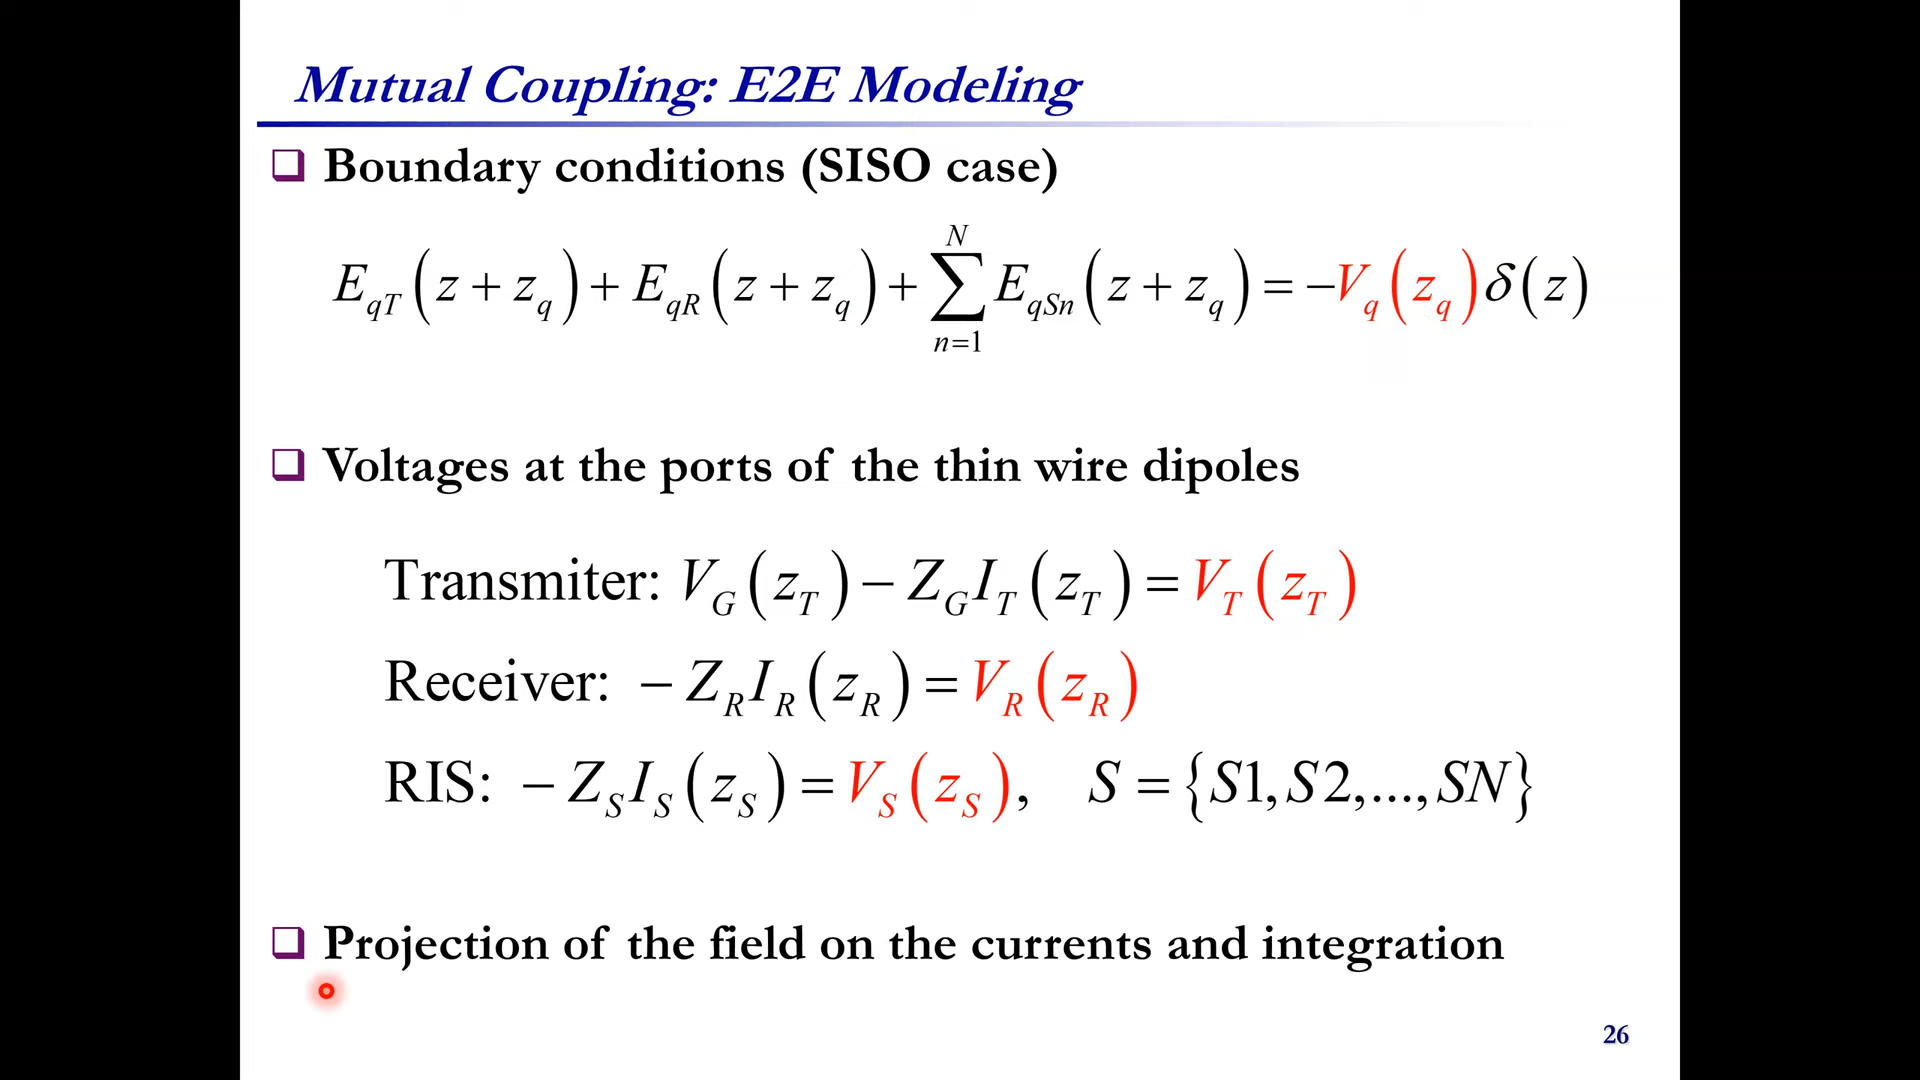 Mutual Coupling: E2E Modeling
❑ Boundary conditions (SISO case)
$E_{qT}(z + z_q) + E_{qR}(z + z_q) + \sum_{n=1}^{N} E_{qSn}(z + z_q) = -V_q(z_q)\delta(z)$
❑ Voltages at the ports of the thin wire dipoles
Transmiter: $V_G(z_T) - Z_G I_T(z_T) = V_T(z_T)$
Receiver: $-Z_R I_R(z_R) = V_R(z_R)$
RIS: $-Z_S I_S(z_S) = V_S(z_S), \quad S = \{S1, S2, ..., SN\}$
❑ Projection of the field on the currents and integration
26